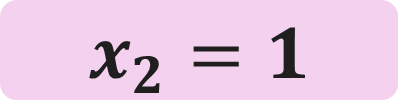 x₂ = 1